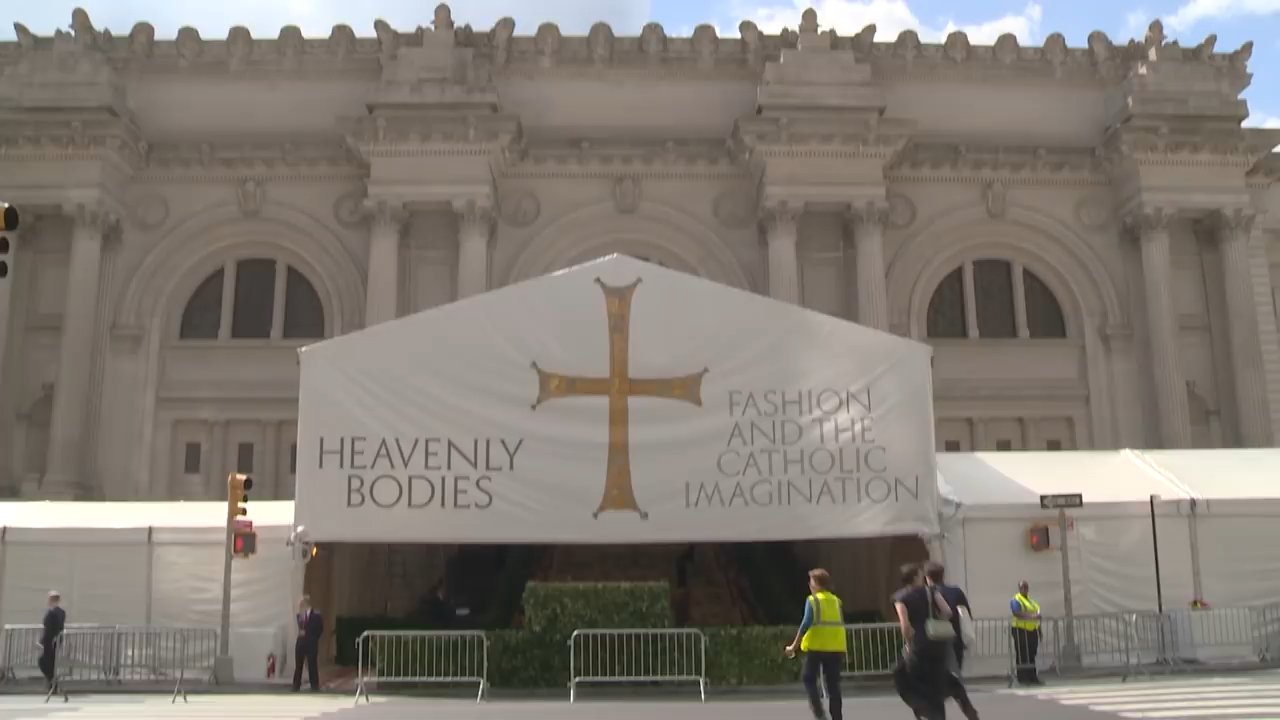 HEAVENLY
BODIES
FASHION
AND THE
CATHOLIC
IMAGINATION